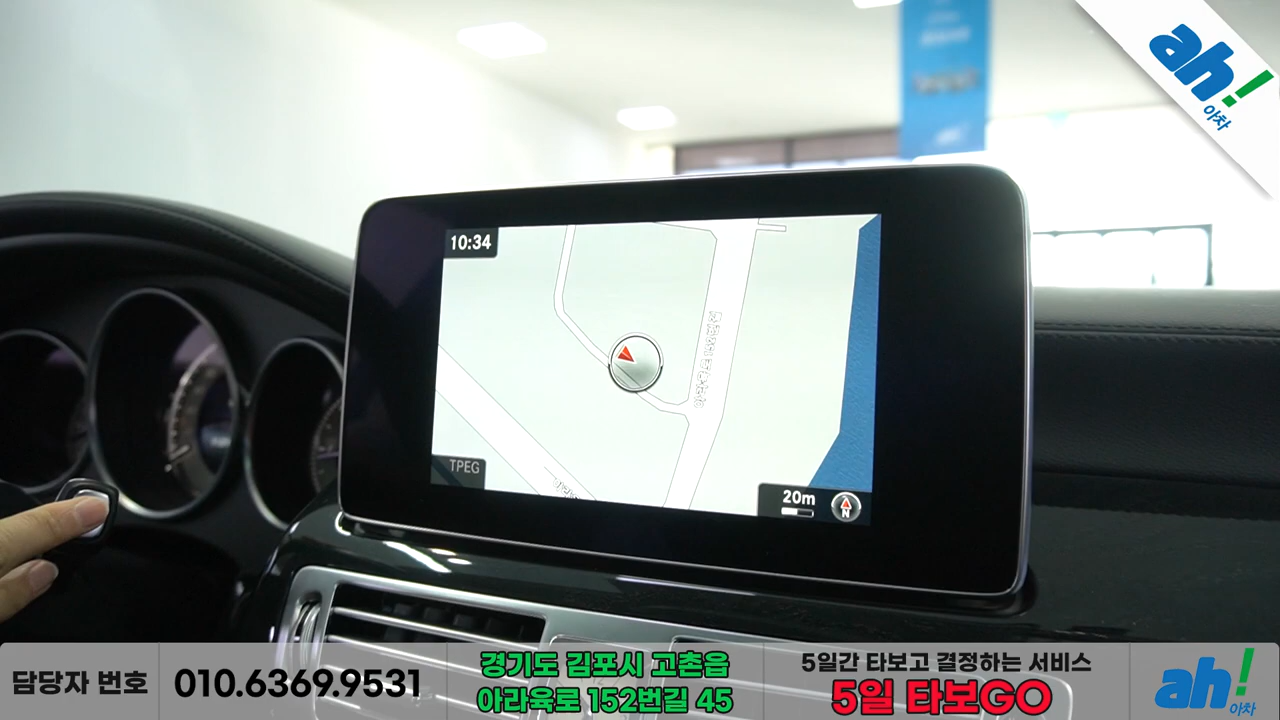 ah!
아차
10:34
TPEG
20m
N
담당자 번호
010.6369.9531
경기도 김포시 고촌읍
아라육로 152번길 45
5일간 타보고 결정하는 서비스
5일 타보GO
ah!
아차